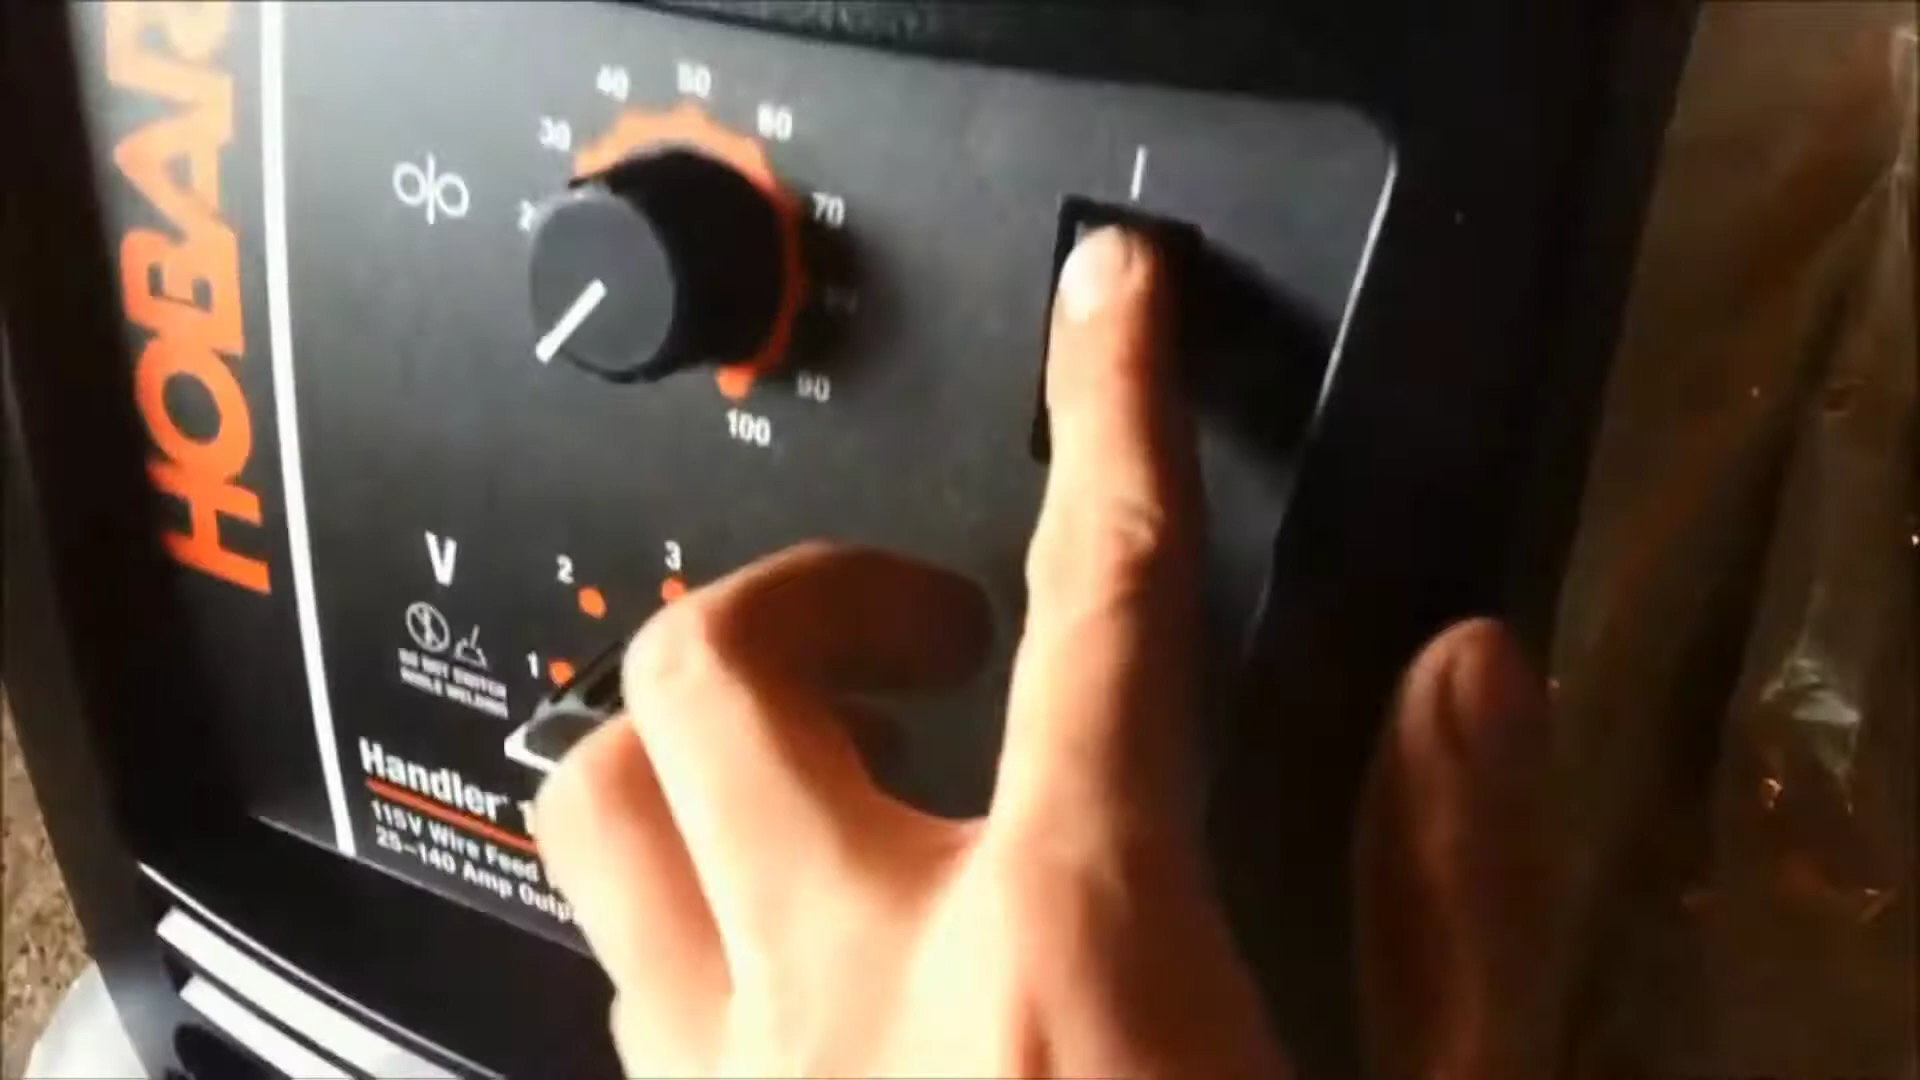 HOBAR
30
40
50
60
70
90
100
V
1
2
3
DO NOT SWITCH
WHILE WELDING
Handler
115V Wire Feed
25-140 Amp Outp